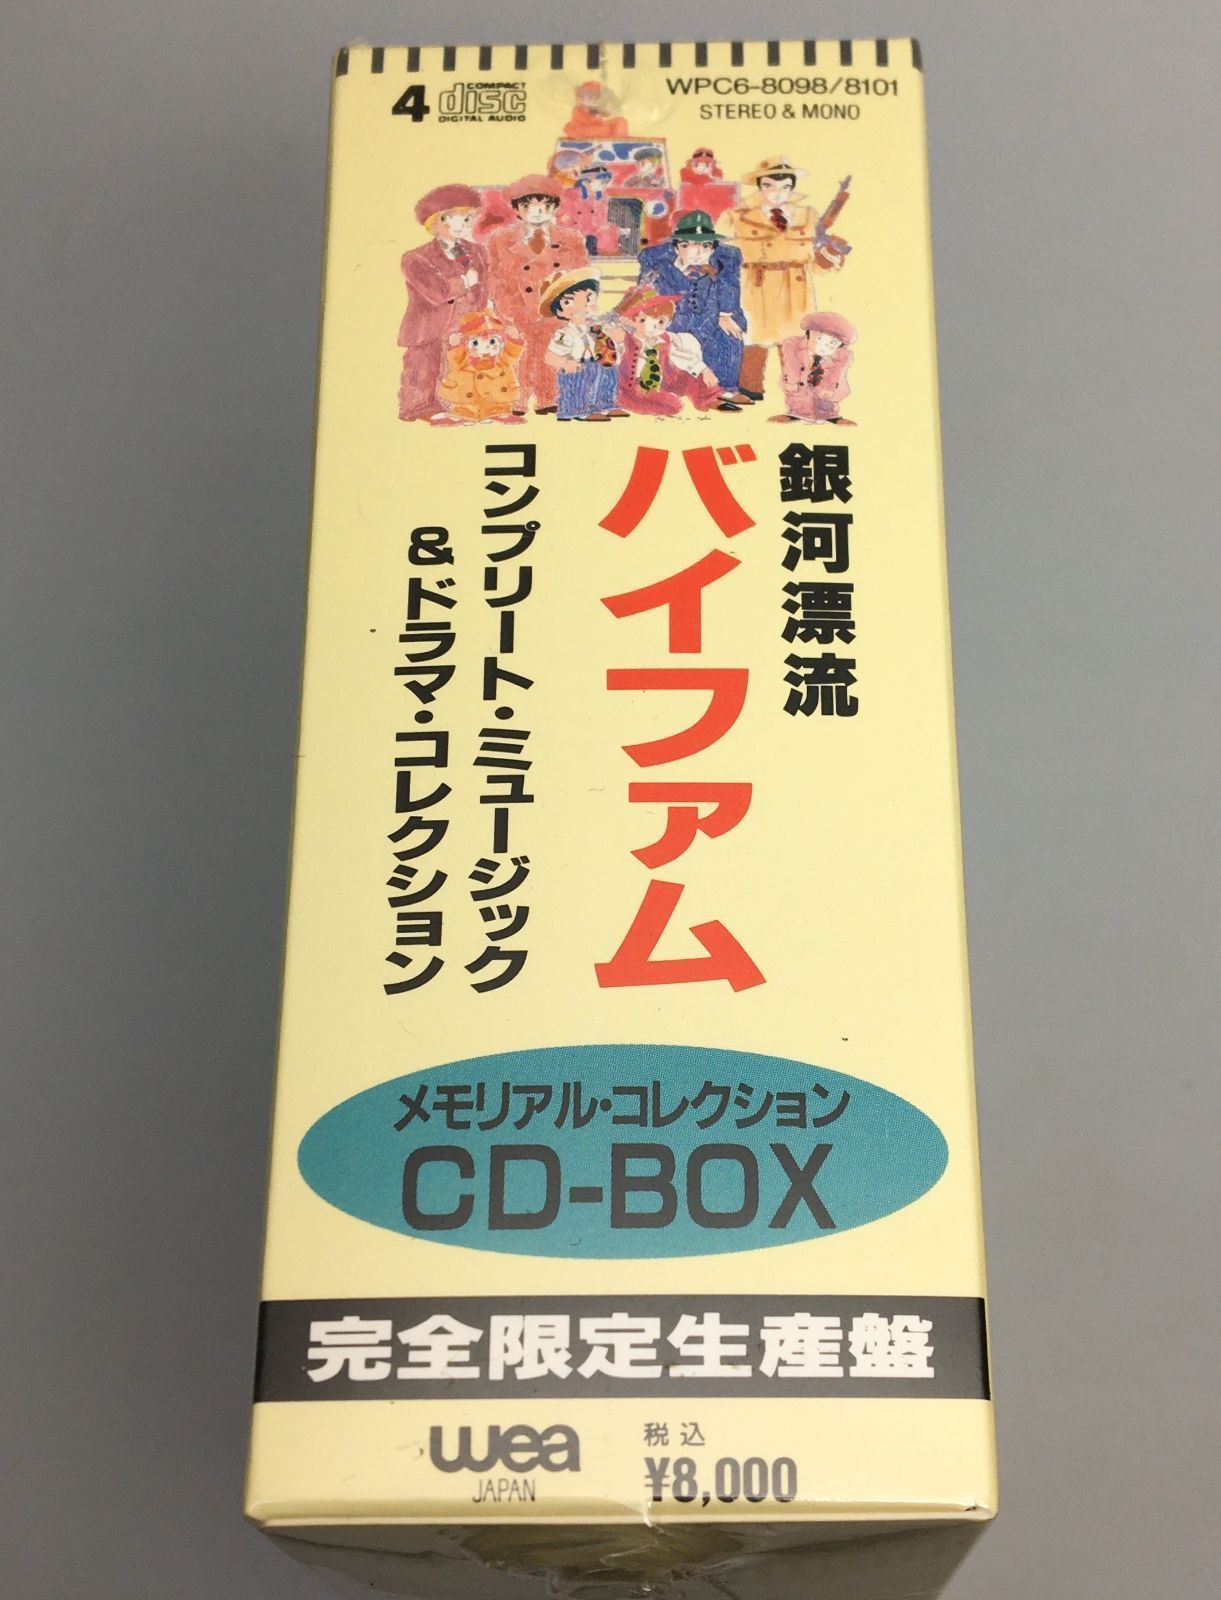 4 COMPACT disc DIGITAL AUDIO
WPC6-8098/8101
STEREO & MONO
銀河漂流
バイファム
コンプリート・ミュージック
&ドラマ・コレクション
メモリアル・コレクション
CD-BOX
完全限定生産盤
wea
JAPAN
税込
¥8,000